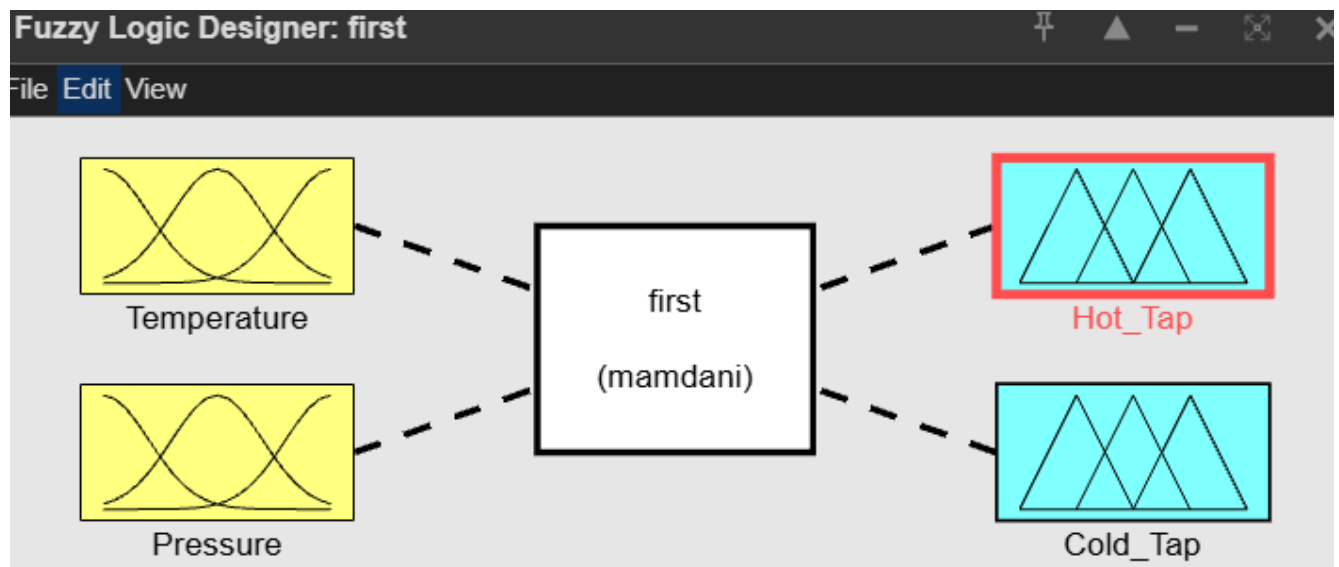 Fuzzy Logic Designer: first
File Edit View
Temperature
Pressure
first
(mamdani)
Hot_Tap
Cold_Tap